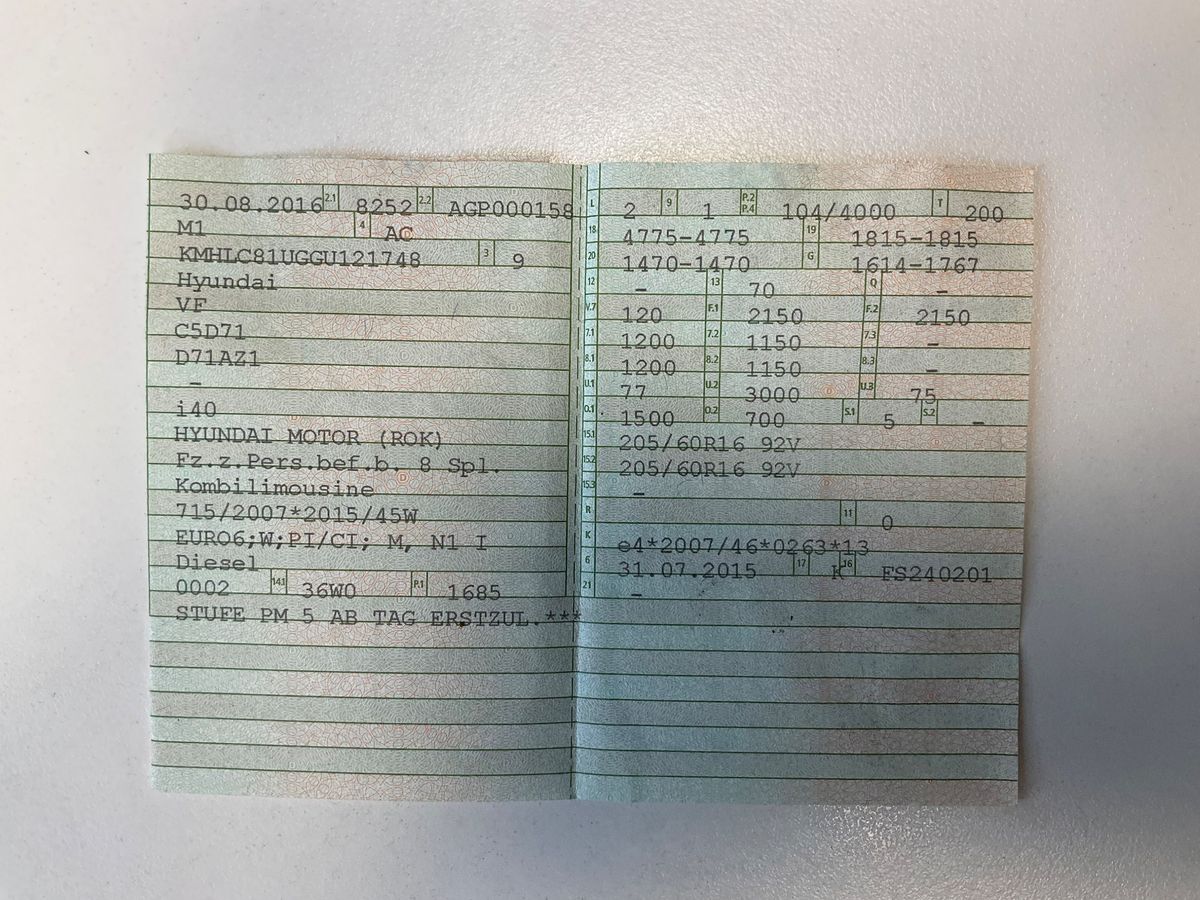 30.08.2016 2.1 8252 2.2 AGP000158
M1 4 AC
KMHLC81UGGU121748 3 9
Hyundai
VF
C5D71
D71AZ1
–
i40
HYUNDAI MOTOR (ROK)
Fz.z.Pers.bef.b. 8 Spl.
Kombilimousine
715/2007*2015/45W
EURO6;W;PI/CI; M, N1 I
Diesel
0002 14.1 36W0 P.1 1685
STUFE PM 5 AB TAG ERSTZUL.***
L 2 9 1 P.2 P.4 104/4000 T 200
18 4775-4775 19 1815-1815
20 1470-1470 G 1614-1767
12 – 13 70 Q –
V.7 120 F.1 2150 F.2 2150
7.1 1200 7.2 1150 7.3 –
8.1 1200 8.2 1150 8.3 –
U.1 77 U.2 3000 U.3 75
O.1 1500 O.2 700 S.1 5 S.2 –
15.1 205/60R16 92V
15.2 205/60R16 92V
15.3 –
R 11 0
K e4*2007/46*0263*13
6 31.07.2015 17 K 16 FS240201
21 –